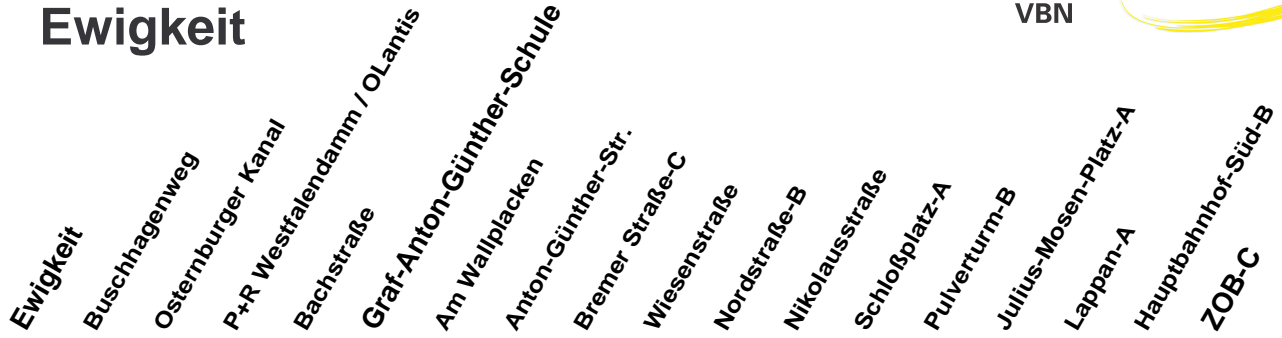 Ewigkeit
VBN
Ewigkeit
Buschhagenweg
Osternburger Kanal
P+R Westfalendamm / OLantis
Bachstraße
Graf-Anton-Günther-Schule
Am Wallplacken
Anton-Günther-Str.
Bremer Straße-C
Wiesenstraße
Nordstraße-B
Nikolausstraße
Schloßplatz-A
Pulverturm-B
Julius-Mosen-Platz-A
Lappan-A
Hauptbahnhof-Süd-B
ZOB-C